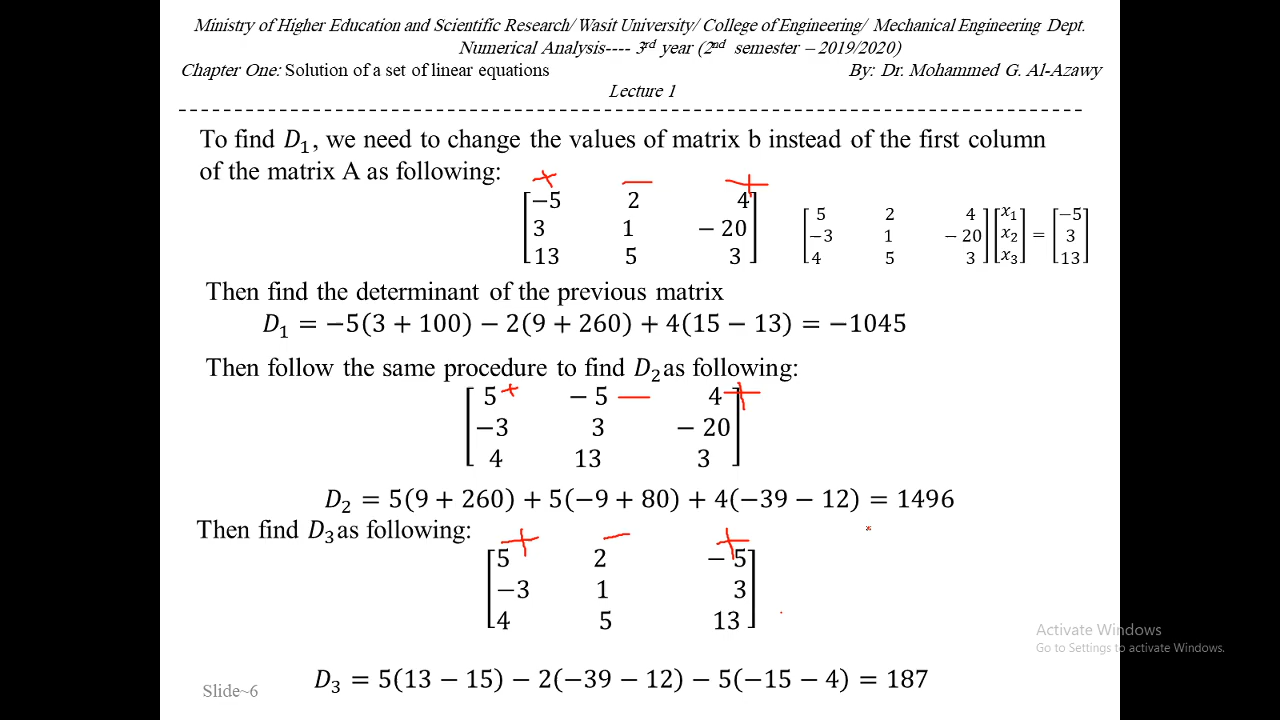 Ministry of Higher Education and Scientific Research/ Wasit University/ College of Engineering/ Mechanical Engineering Dept.
Numerical Analysis---- 3rd year (2nd semester – 2019/2020)
Chapter One: Solution of a set of linear equations By: Dr. Mohammed G. Al-Azawy
Lecture 1
To find D₁, we need to change the values of matrix b instead of the first column
of the matrix A as following:
[−5 2 4]
[3 1 − 20]
[13 5 3]
[5 2 4] [x₁] [−5]
[−3 1 − 20] [x₂] = [3]
[4 5 3] [x₃] [13]
Then find the determinant of the previous matrix
D₁ = −5(3 + 100) − 2(9 + 260) + 4(15 − 13) = −1045
Then follow the same procedure to find D₂ as following:
[5 − 5 4]
[−3 3 − 20]
[4 13 3]
D₂ = 5(9 + 260) + 5(−9 + 80) + 4(−39 − 12) = 1496
Then find D₃ as following:
[5 2 − 5]
[−3 1 3]
[4 5 13]
D₃ = 5(13 − 15) − 2(−39 − 12) − 5(−15 − 4) = 187
Slide~6
Activate Windows
Go to Settings to activate Windows.